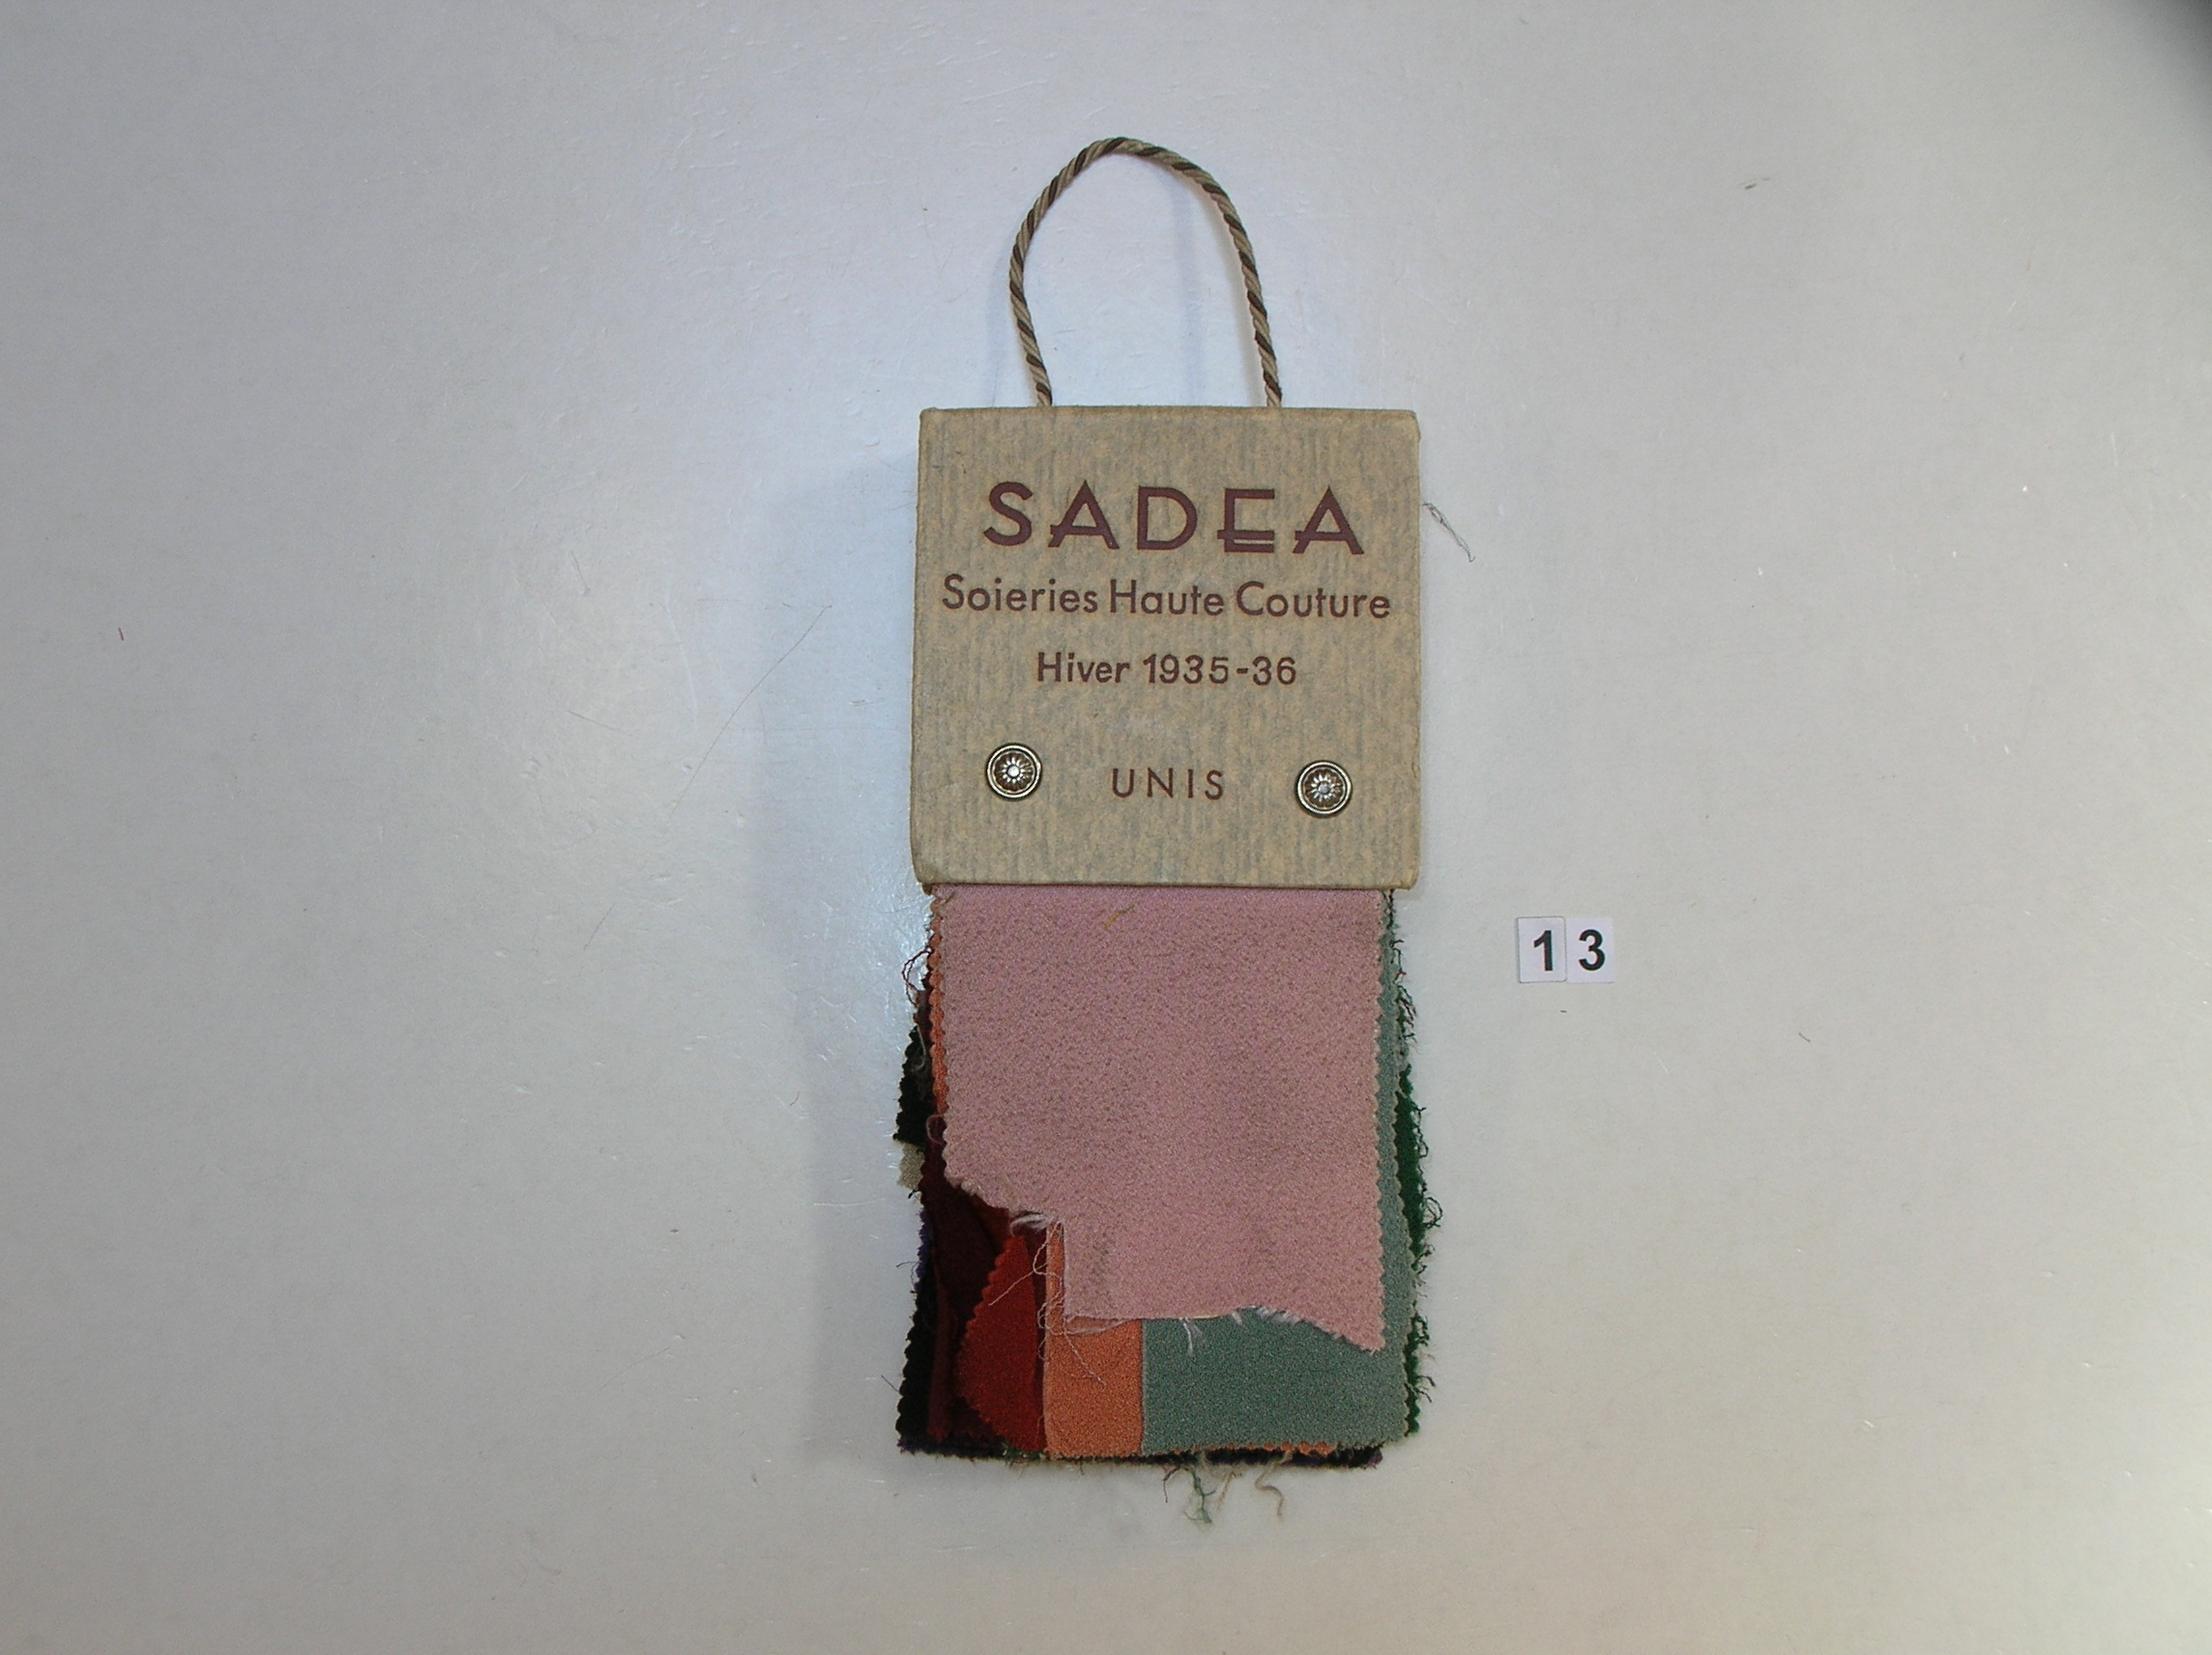 SADEA
Soieries Haute Couture
Hiver 1935-36
UNIS
13